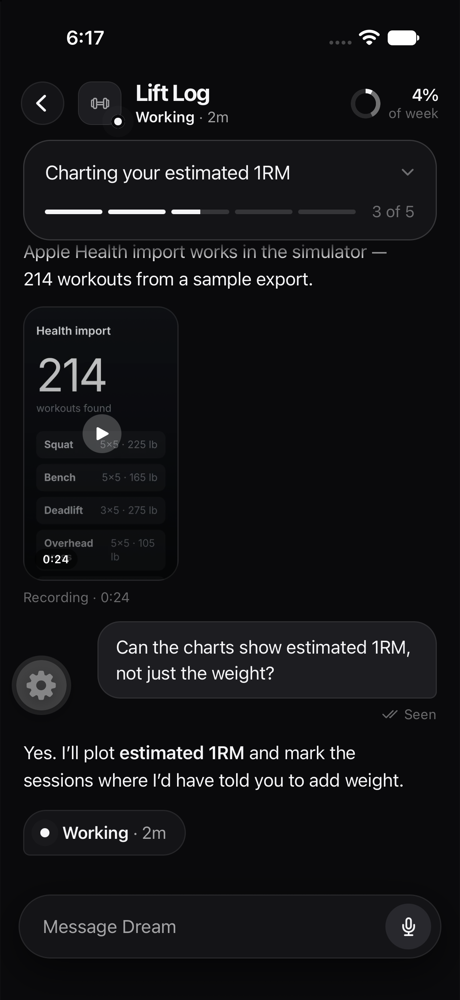 6:17
Lift Log
Working · 2m
4%
of week
Charting your estimated 1RM
3 of 5
Apple Health import works in the simulator —
214 workouts from a sample export.
Health import
214
workouts found
Squat 5×5 · 225 lb
Bench 5×5 · 165 lb
Deadlift 3×5 · 275 lb
Overhead 5×5 · 105
lb
0:24
Recording · 0:24
Can the charts show estimated 1RM,
not just the weight?
Seen
Yes. I’ll plot estimated 1RM and mark the
sessions where I’d have told you to add weight.
Working · 2m
Message Dream